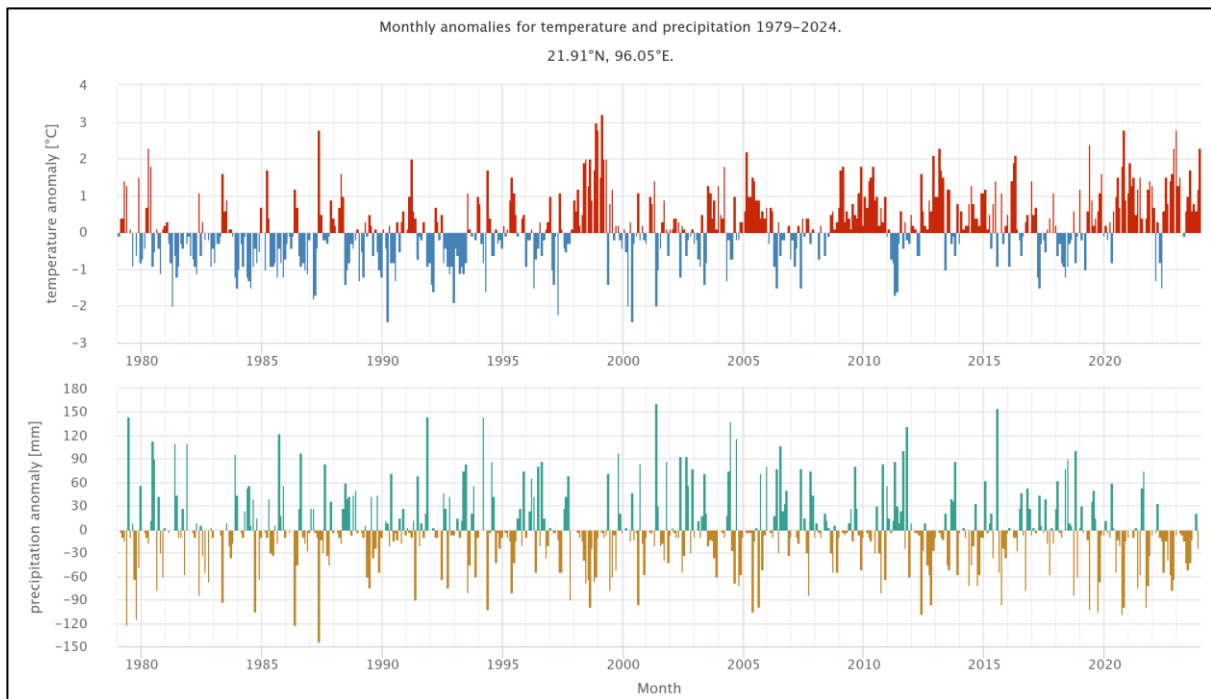 Monthly anomalies for temperature and precipitation 1979–2024.
21.91°N, 96.05°E.
temperature anomaly [°C]
4
3
2
1
0
−1
−2
−3
1980 1985 1990 1995 2000 2005 2010 2015 2020
precipitation anomaly [mm]
180
150
120
90
60
30
0
−30
−60
−90
−120
−150
1980 1985 1990 1995 2000 2005 2010 2015 2020
Month